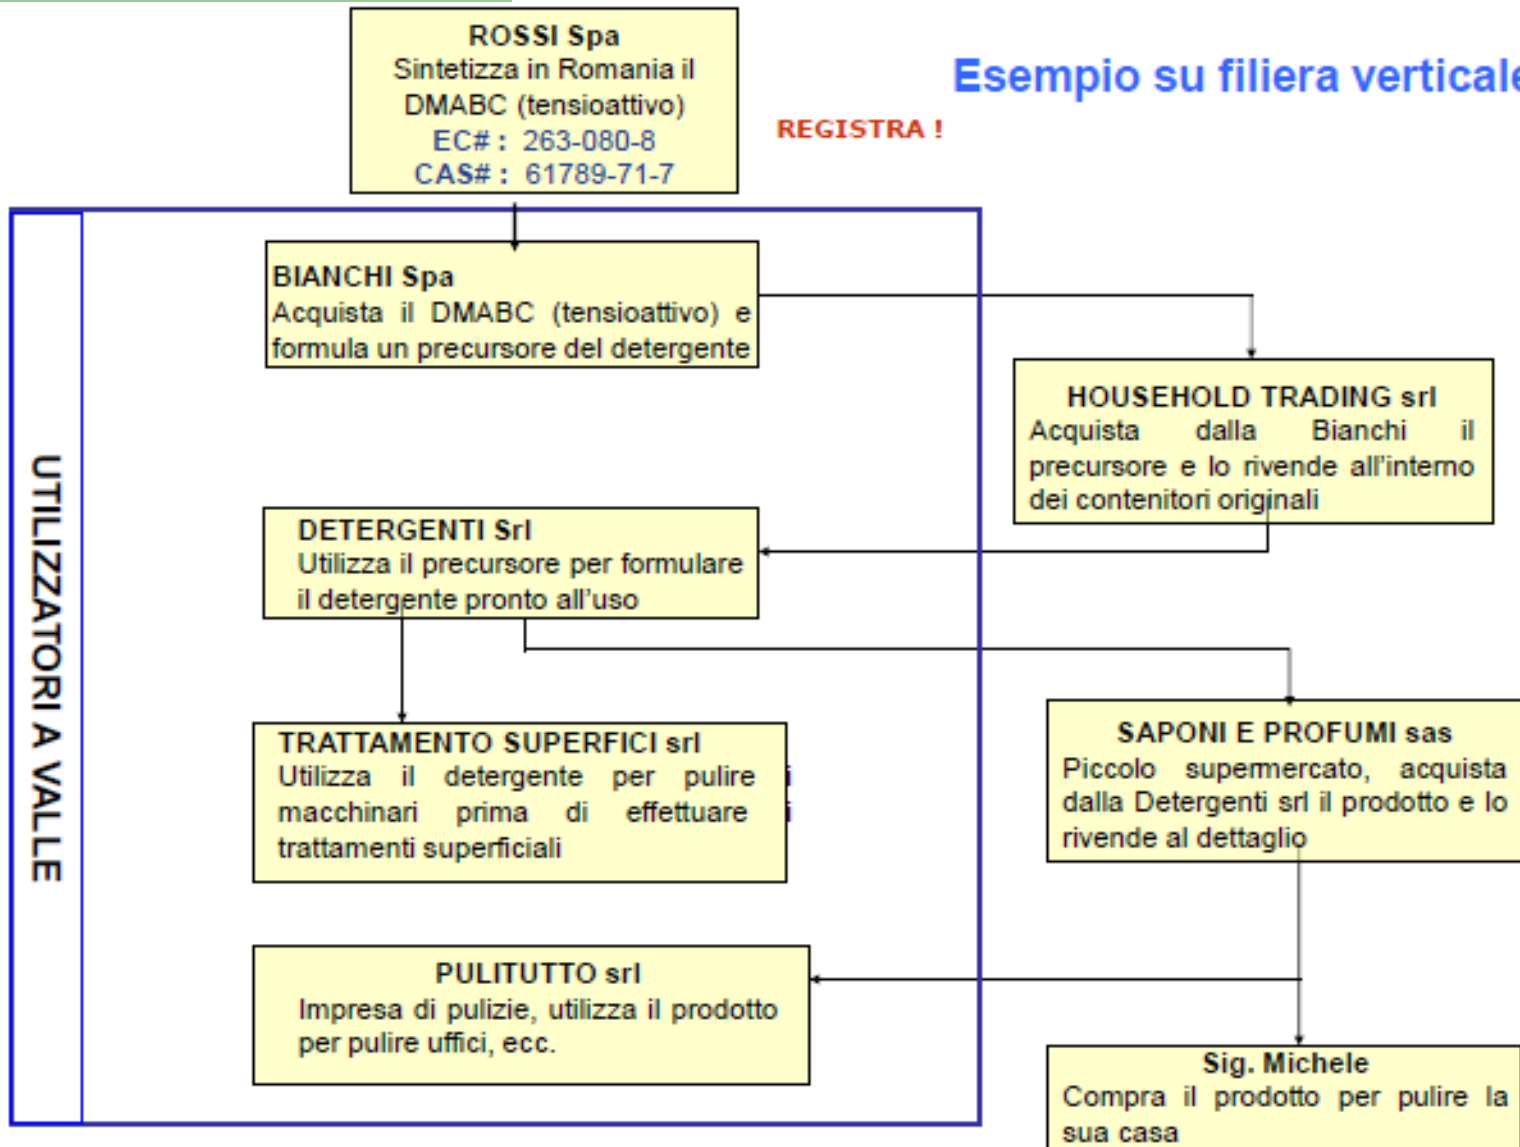 ROSSI Spa
Sintetizza in Romania il
DMABC (tensioattivo)
EC# : 263-080-8
CAS# : 61789-71-7
Esempio su filiera verticale
REGISTRA !
UTILIZZATORI A VALLE
BIANCHI Spa
Acquista il DMABC (tensioattivo) e
formula un precursore del detergente
HOUSEHOLD TRADING srl
Acquista dalla Bianchi il
precursore e lo rivende all'interno
dei contenitori originali
DETERGENTI Srl
Utilizza il precursore per formulare
il detergente pronto all'uso
TRATTAMENTO SUPERFICI srl
Utilizza il detergente per pulire i
macchinari prima di effettuare i
trattamenti superficiali
SAPONI E PROFUMI sas
Piccolo supermercato, acquista
dalla Detergenti srl il prodotto e lo
rivende al dettaglio
PULITUTTO srl
Impresa di pulizie, utilizza il prodotto
per pulire uffici, ecc.
Sig. Michele
Compra il prodotto per pulire la
sua casa